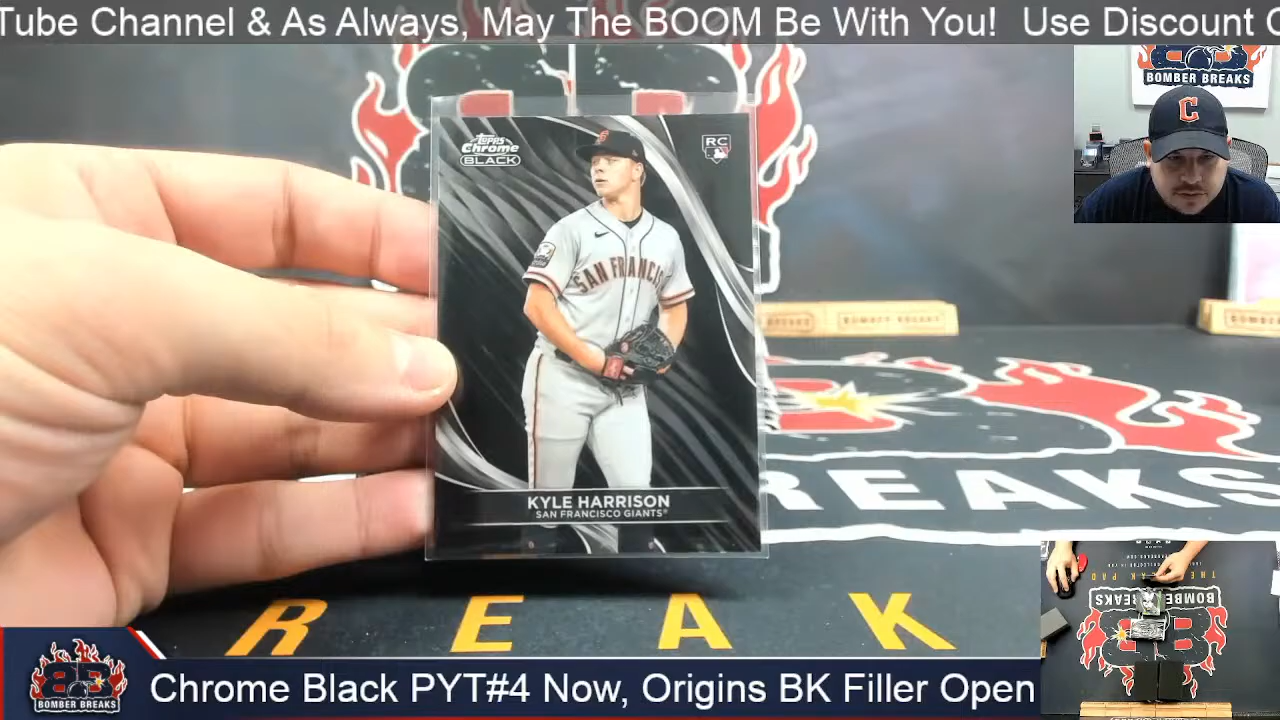 Tube Channel & As Always, May The BOOM Be With You! Use Discount C
BOMBER BREAKS
C
Topps
Chrome
BLACK
RC
SAN FRANCIS
KYLE HARRISON
SAN FRANCISCO GIANTS®
BOMBER BREAKS
REAKS
REAK
BOMBER BREAKS
Chrome Black PYT#4 Now, Origins BK Filler Open